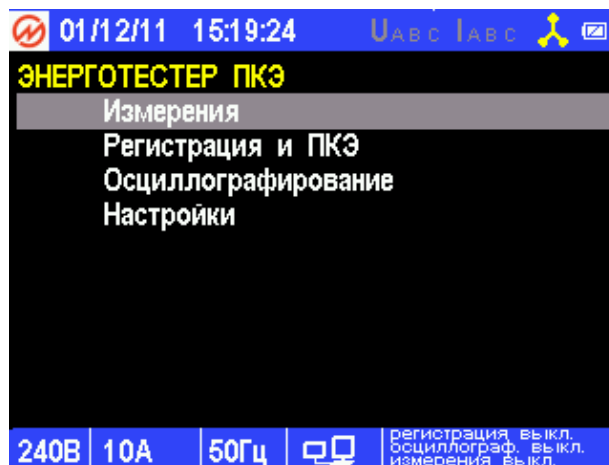 01/12/11 15:19:24 UABC IABC
ЭНЕРГОТЕСТЕР ПКЭ
Измерения
Регистрация и ПКЭ
Осциллографирование
Настройки
240В 10А 50Гц
регистрация выкл.
осциллограф. выкл.
измерения выкл.